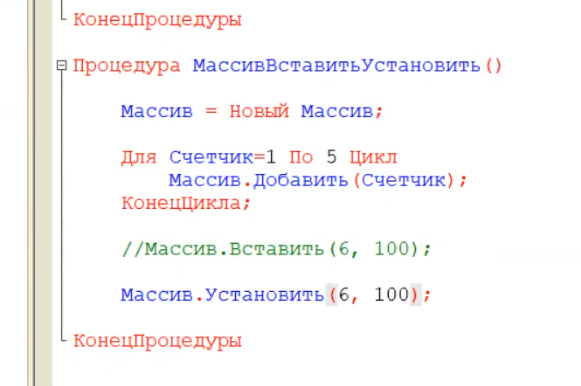 КонецПроцедуры
Процедура МассивВставитьУстановить()
Массив = Новый Массив;
Для Счетчик=1 По 5 Цикл
Массив.Добавить(Счетчик);
КонецЦикла;
//Массив.Вставить(6, 100);
Массив.Установить(6, 100);
КонецПроцедуры